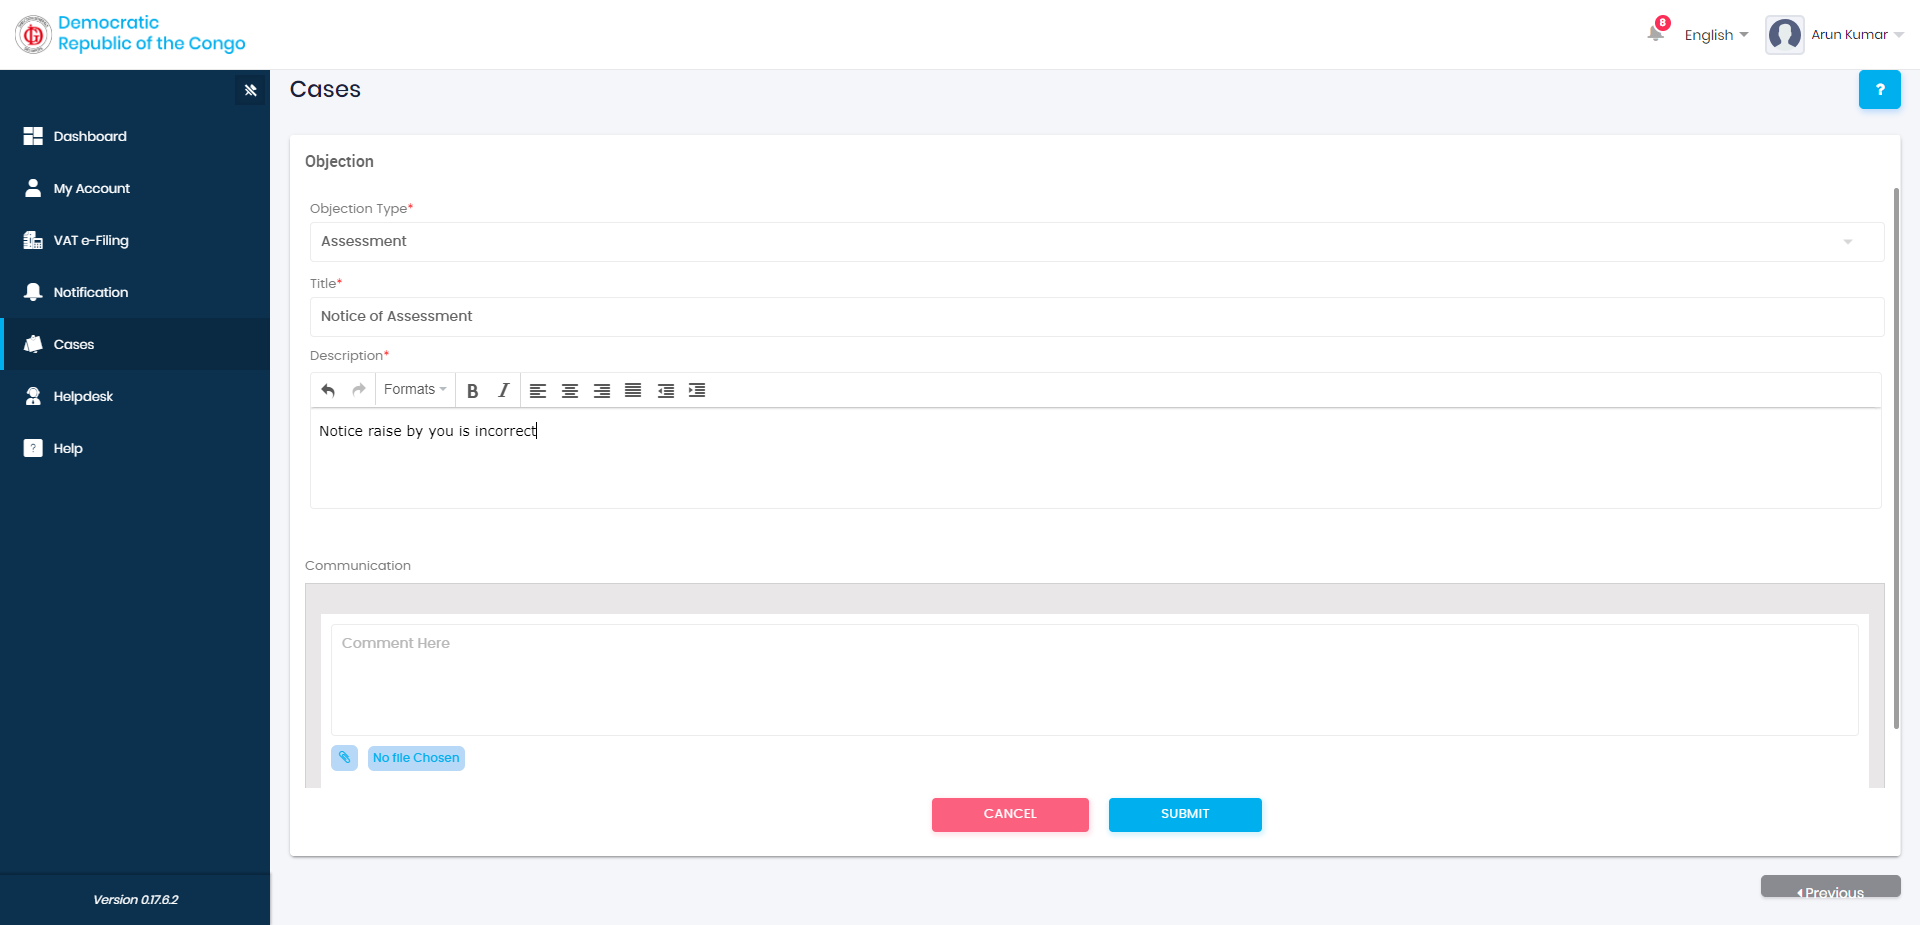 Democratic
Republic of the Congo
8
English
Arun Kumar
Cases
?
Dashboard
My Account
VAT e-Filing
Notification
Cases
Helpdesk
? Help
Objection
Objection Type*
Assessment
Title*
Notice of Assessment
Description*
Formats B I
Notice raise by you is incorrect
Communication
Comment Here
No file Chosen
CANCEL
SUBMIT
Version 0.17.6.2
Previous